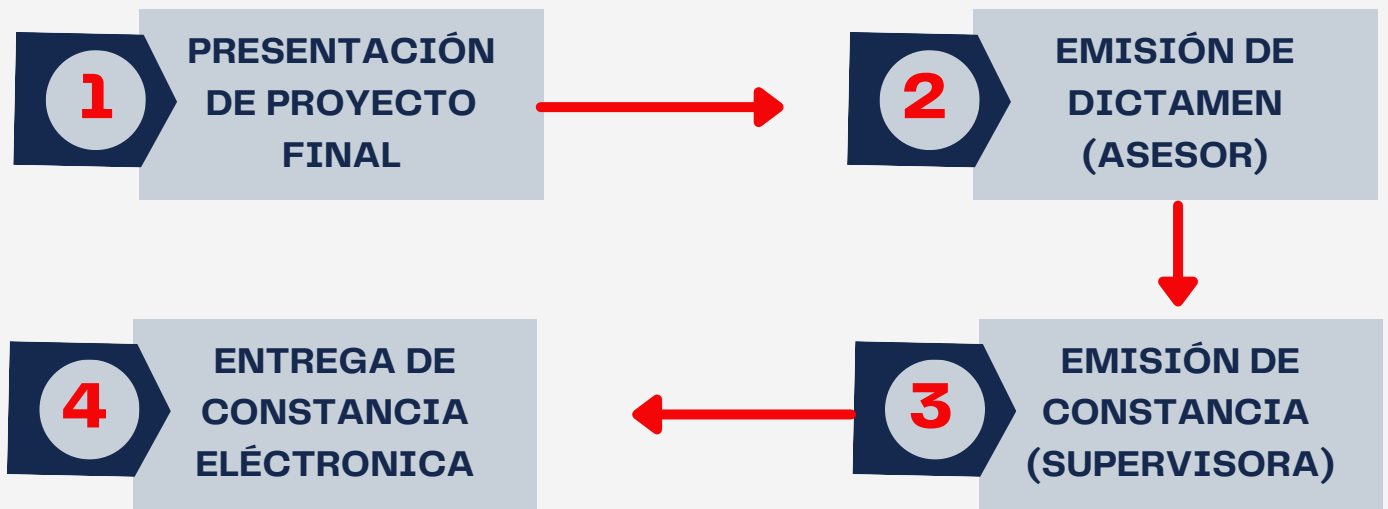 1
PRESENTACIÓN
DE PROYECTO
FINAL
2
EMISIÓN DE
DICTAMEN
(ASESOR)
3
EMISIÓN DE
CONSTANCIA
(SUPERVISORA)
4
ENTREGA DE
CONSTANCIA
ELÉCTRONICA